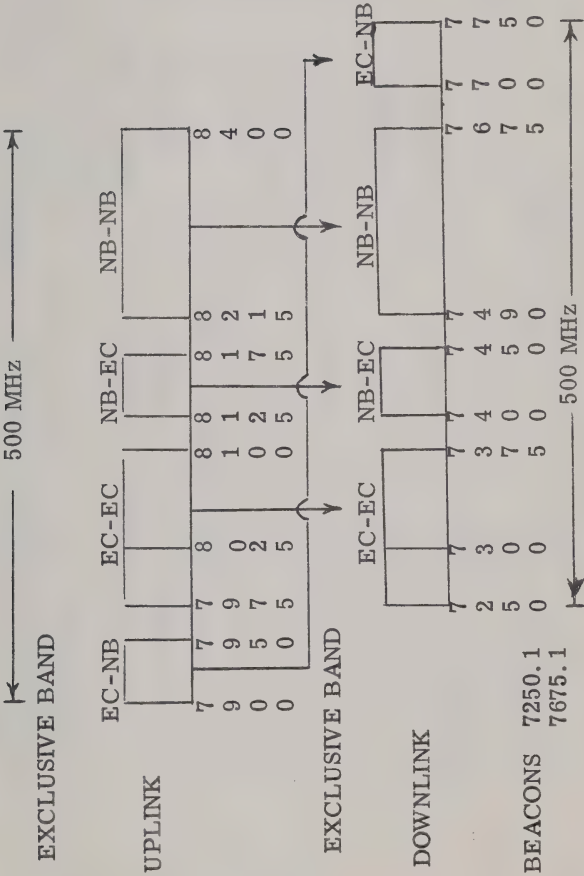 500 MHz
EXCLUSIVE BAND
EC-NB EC-EC NB-EC NB-NB
UPLINK
7900 7950 7975 8025 8100 8125 8175 8215 8400
EXCLUSIVE BAND
EC-EC NB-EC NB-NB EC-NB
DOWNLINK
7250 7300 7375 7400 7450 7490 7675 7700 7750
BEACONS 7250.1
7675.1
500 MHz